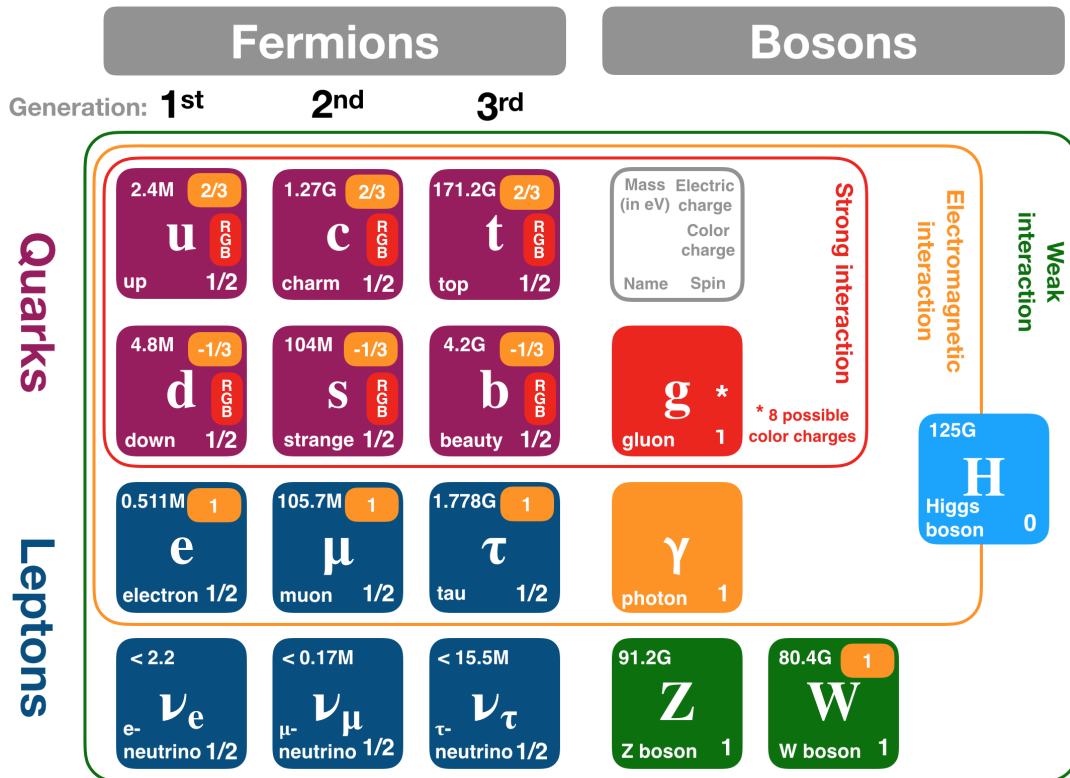 Fermions
Bosons
Generation: 1st 2nd 3rd
Quarks
2.4M 2/3
u
RGB
up 1/2
1.27G 2/3
c
RGB
charm 1/2
171.2G 2/3
t
RGB
top 1/2
Mass Electric
(in eV) charge
Color
charge
Name Spin
Strong interaction
Electromagnetic
interaction
Weak
interaction
4.8M -1/3
d
RGB
down 1/2
104M -1/3
s
RGB
strange 1/2
4.2G -1/3
b
RGB
beauty 1/2
g *
gluon 1
* 8 possible
color charges
125G
H
Higgs
boson 0
Leptons
0.511M 1
e
electron 1/2
105.7M 1
μ
muon 1/2
1.778G 1
τ
tau 1/2
γ
photon 1
< 2.2
νe
e-
neutrino 1/2
< 0.17M
νμ
μ-
neutrino 1/2
< 15.5M
ντ
τ-
neutrino 1/2
91.2G
Z
Z boson 1
80.4G 1
W
W boson 1